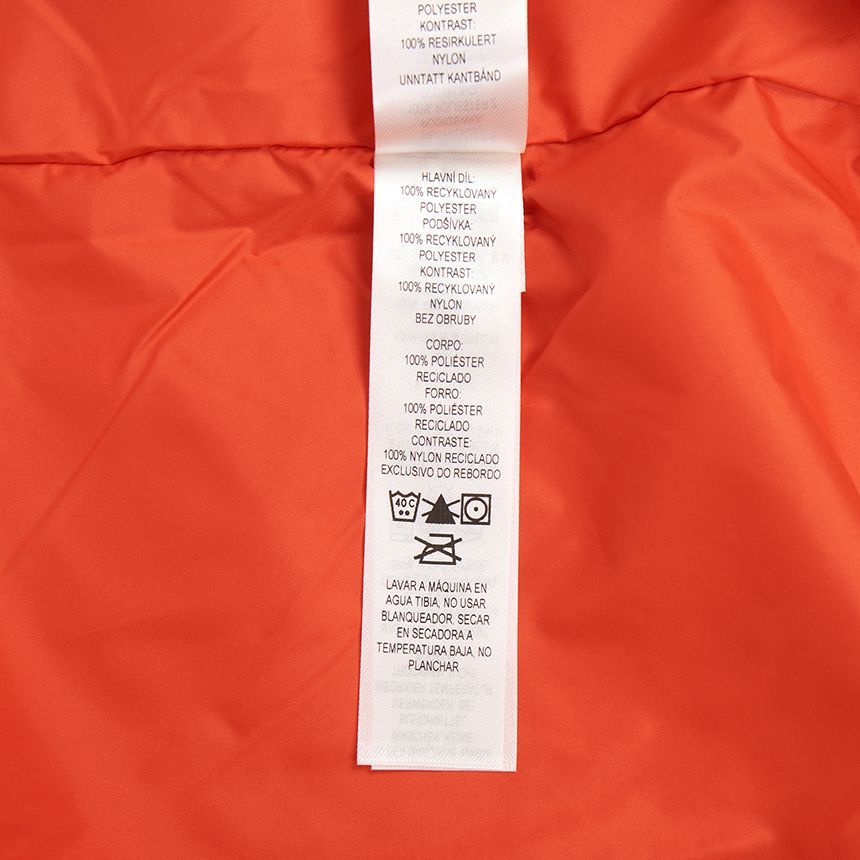 POLYESTER
KONTRAST:
100% RESIRKULERT
NYLON
UNNTATT KANTBÅND
HLAVNÍ DÍL:
100% RECYKLOVANÝ
POLYESTER
PODŠÍVKA:
100% RECYKLOVANÝ
POLYESTER
KONTRAST:
100% RECYKLOVANÝ
NYLON
BEZ OBRUBY
CORPO:
100% POLIÉSTER
RECICLADO
FORRO:
100% POLIÉSTER
RECICLADO
CONTRASTE:
100% NYLON RECICLADO
EXCLUSIVO DO REBORDO
40 C
LAVAR A MÁQUINA EN
AGUA TIBIA, NO USAR
BLANQUEADOR, SECAR
EN SECADORA A
TEMPERATURA BAJA, NO
PLANCHAR